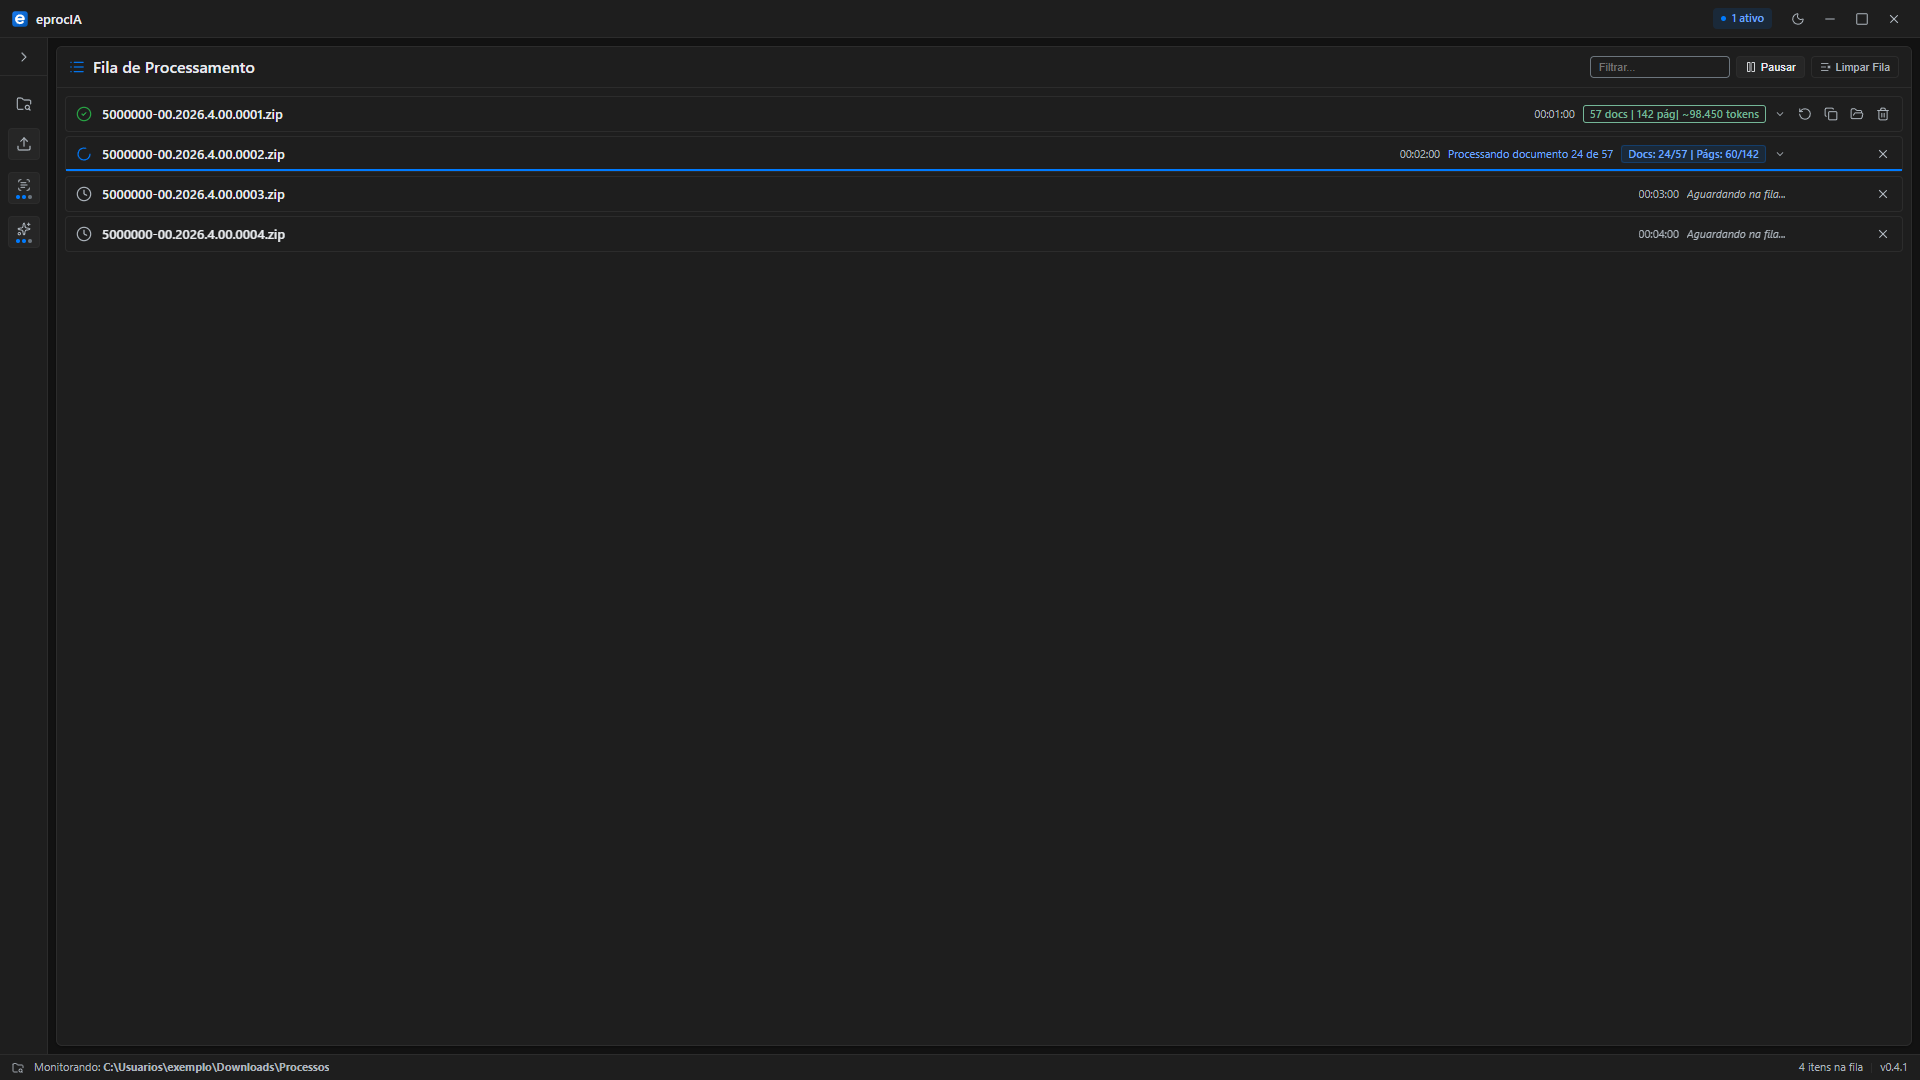 eprocIA
1 ativo
Fila de Processamento
Filtrar...
Pausar
Limpar Fila
5000000-00.2026.4.00.0001.zip
00:01:00 57 docs | 142 pág| ~98.450 tokens
5000000-00.2026.4.00.0002.zip
00:02:00 Processando documento 24 de 57 Docs: 24/57 | Págs: 60/142
5000000-00.2026.4.00.0003.zip
00:03:00 Aguardando na fila...
5000000-00.2026.4.00.0004.zip
00:04:00 Aguardando na fila...
Monitorando: C:\Usuarios\exemplo\Downloads\Processos
4 itens na fila
v0.4.1